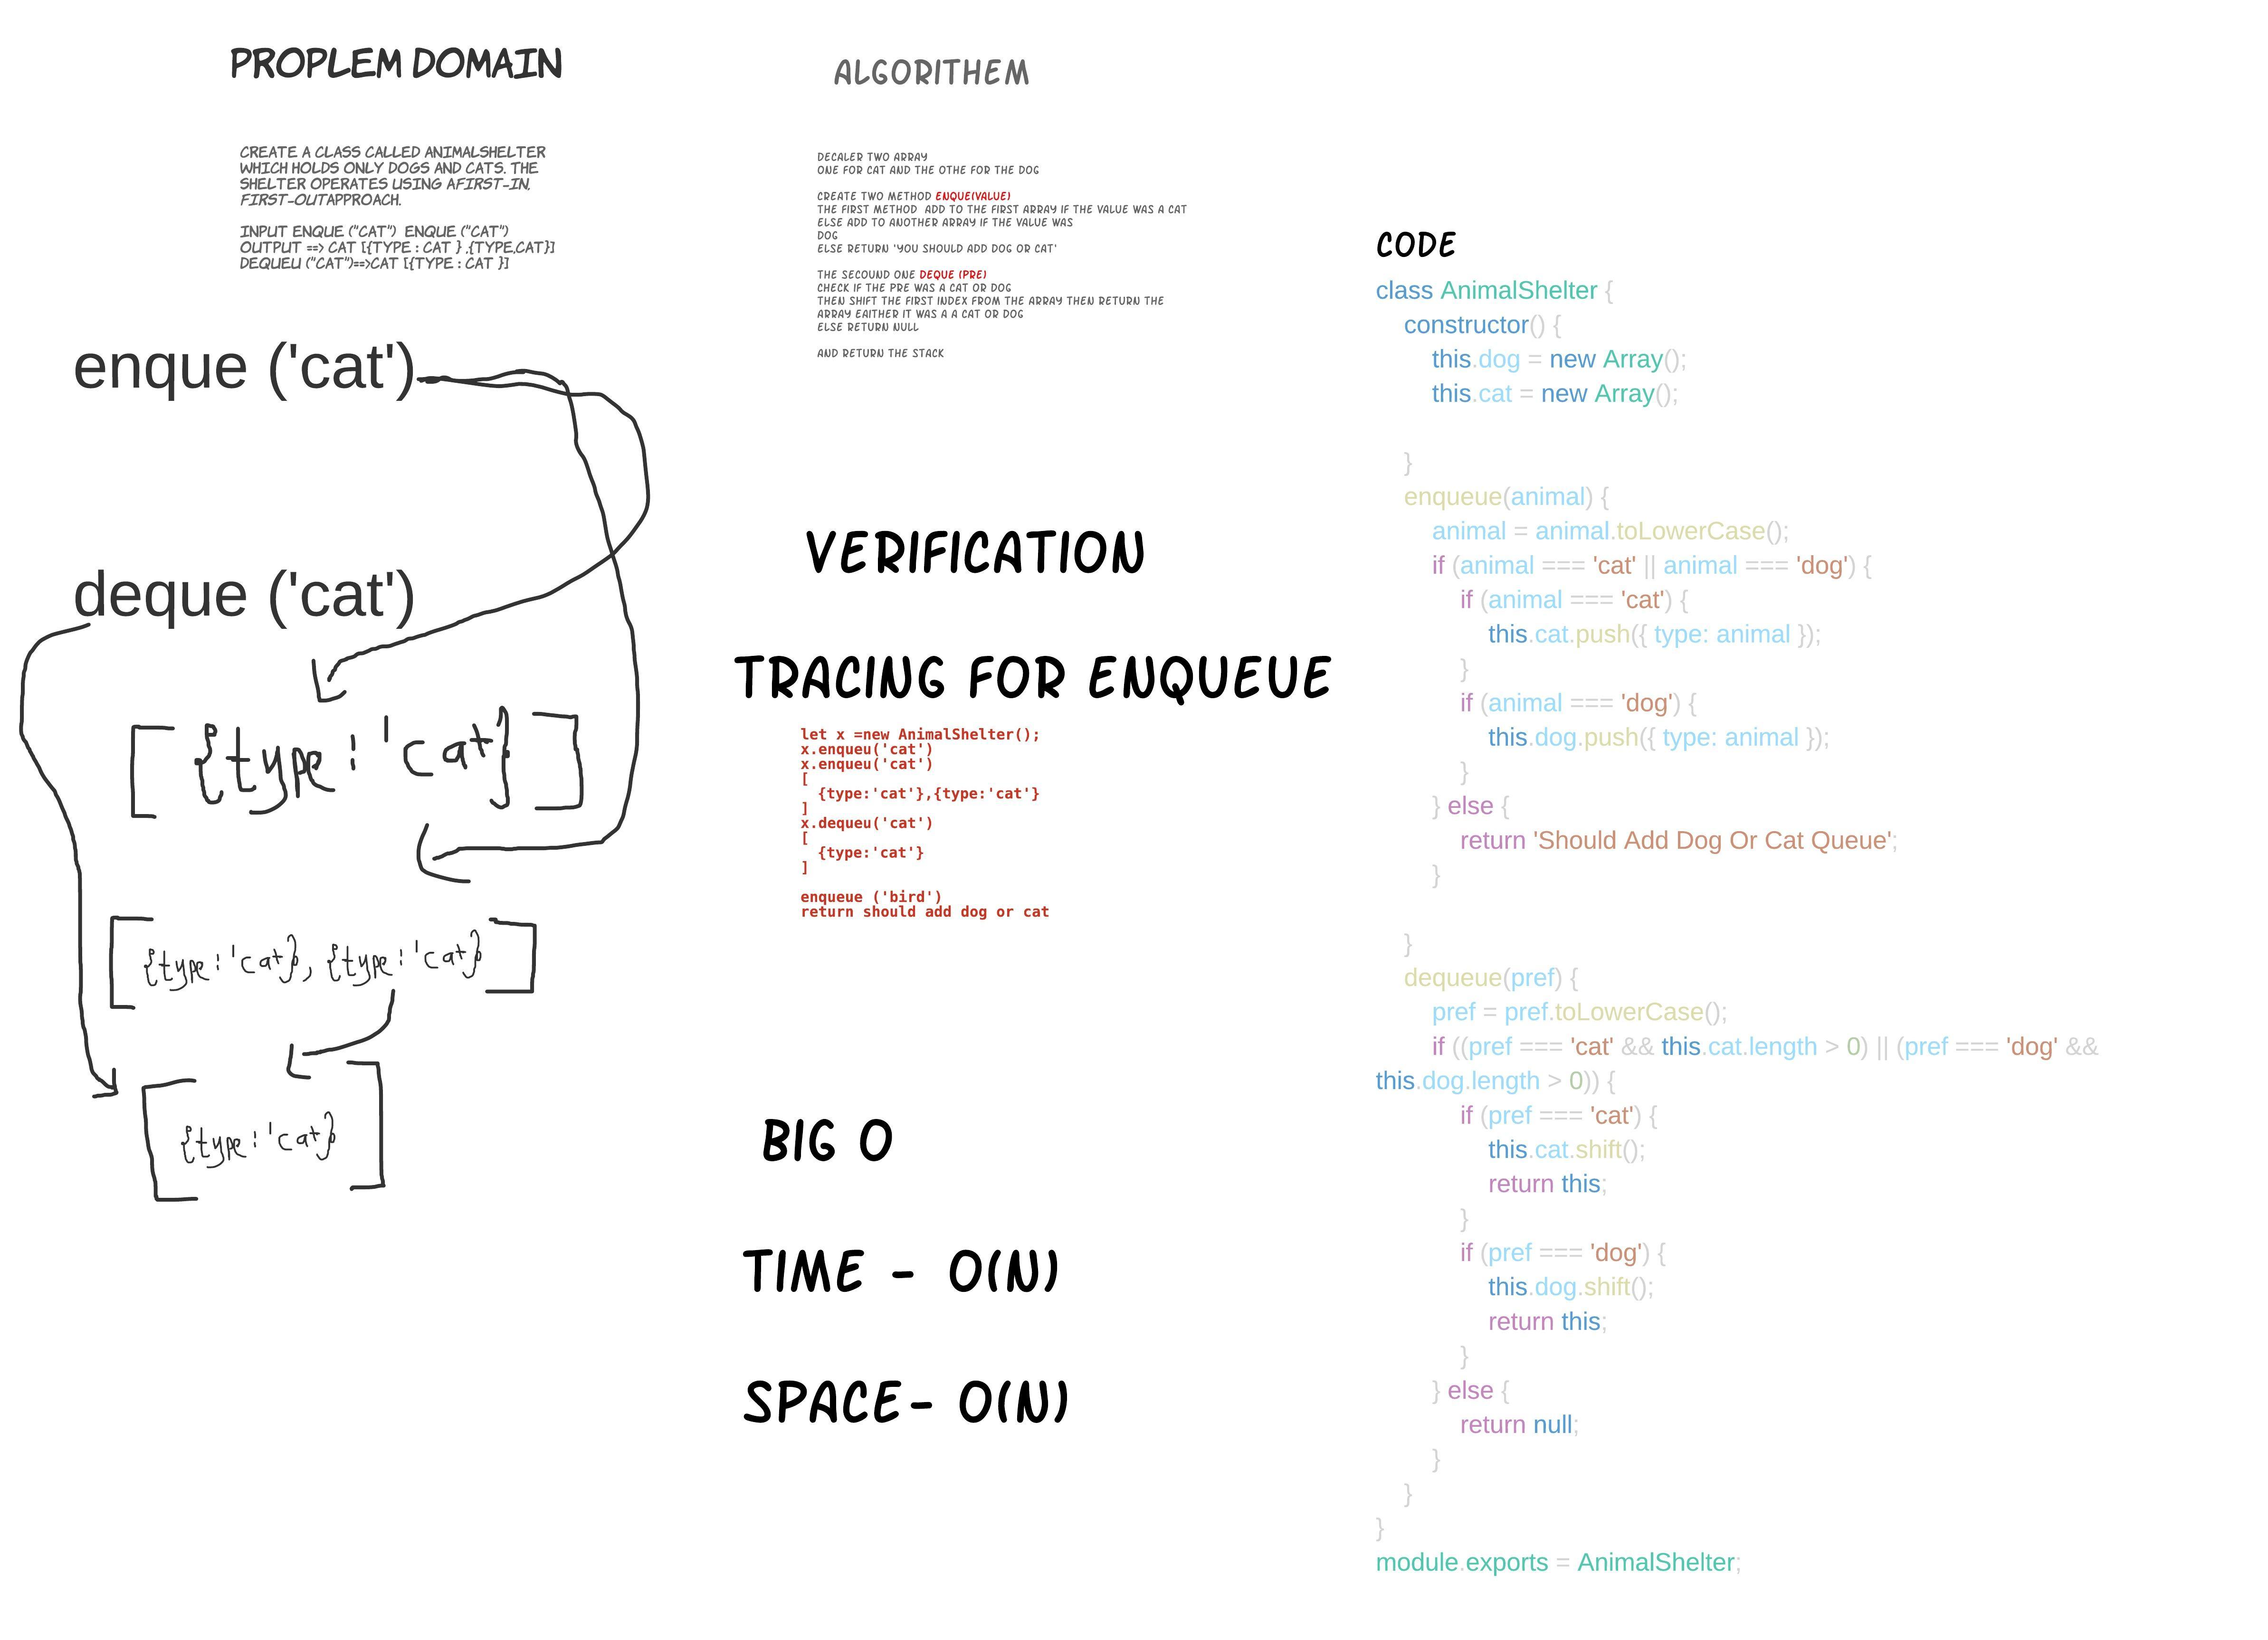 PROPLEM DOMAIN
CREATE A CLASS CALLED ANIMALSHELTER
WHICH HOLDS ONLY DOGS AND CATS. THE
SHELTER OPERATES USING AFIRST-IN,
FIRST-OUTAPPROACH.
INPUT ENQUE ("CAT")  ENQUE ("CAT")
OUTPUT ==> CAT [{TYPE : CAT } ,{TYPE,CAT}]
DEQUEU ("CAT")==>CAT [{TYPE : CAT }]
enque ('cat')
deque ('cat')
[ {type : 'cat} ]
[ {type : 'cat}, {type : 'cat} ]
[ {type : 'cat} ]
ALGORITHEM
DECALER TWO ARRAY
ONE FOR CAT AND THE OTHE FOR THE DOG
CREATE TWO METHOD ENQUE(VALUE)
THE FIRST METHOD  ADD TO THE FIRST ARRAY IF THE VALUE WAS A CAT
ELSE ADD TO ANOTHER ARRAY IF THE VALUE WAS
DOG
ELSE RETURN 'YOU SHOULD ADD DOG OR CAT'
THE SECOUND ONE DEQUE (PRE)
CHECK IF THE PRE WAS A CAT OR DOG
THEN SHIFT THE FIRST INDEX FROM THE ARRAY THEN RETURN THE
ARRAY EAITHER IT WAS A A CAT OR DOG
ELSE RETURN NULL
AND RETURN THE STACK
VERIFICATION
TRACING FOR ENQUEUE
let x =new AnimalShelter();
x.enqueu('cat')
x.enqueu('cat')
[
{type:'cat'},{type:'cat'}
]
x.dequeu('cat')
[
{type:'cat'}
]
enqueue ('bird')
return should add dog or cat
BIG O
TIME - O(N)
SPACE- O(N)
CODE
class AnimalShelter {
constructor() {
this.dog = new Array();
this.cat = new Array();
}
enqueue(animal) {
animal = animal.toLowerCase();
if (animal === 'cat' || animal === 'dog') {
if (animal === 'cat') {
this.cat.push({ type: animal });
}
if (animal === 'dog') {
this.dog.push({ type: animal });
}
} else {
return 'Should Add Dog Or Cat Queue';
}
}
dequeue(pref) {
pref = pref.toLowerCase();
if ((pref === 'cat' && this.cat.length > 0) || (pref === 'dog' &&
this.dog.length > 0)) {
if (pref === 'cat') {
this.cat.shift();
return this;
}
if (pref === 'dog') {
this.dog.shift();
return this;
}
} else {
return null;
}
}
}
module.exports = AnimalShelter;